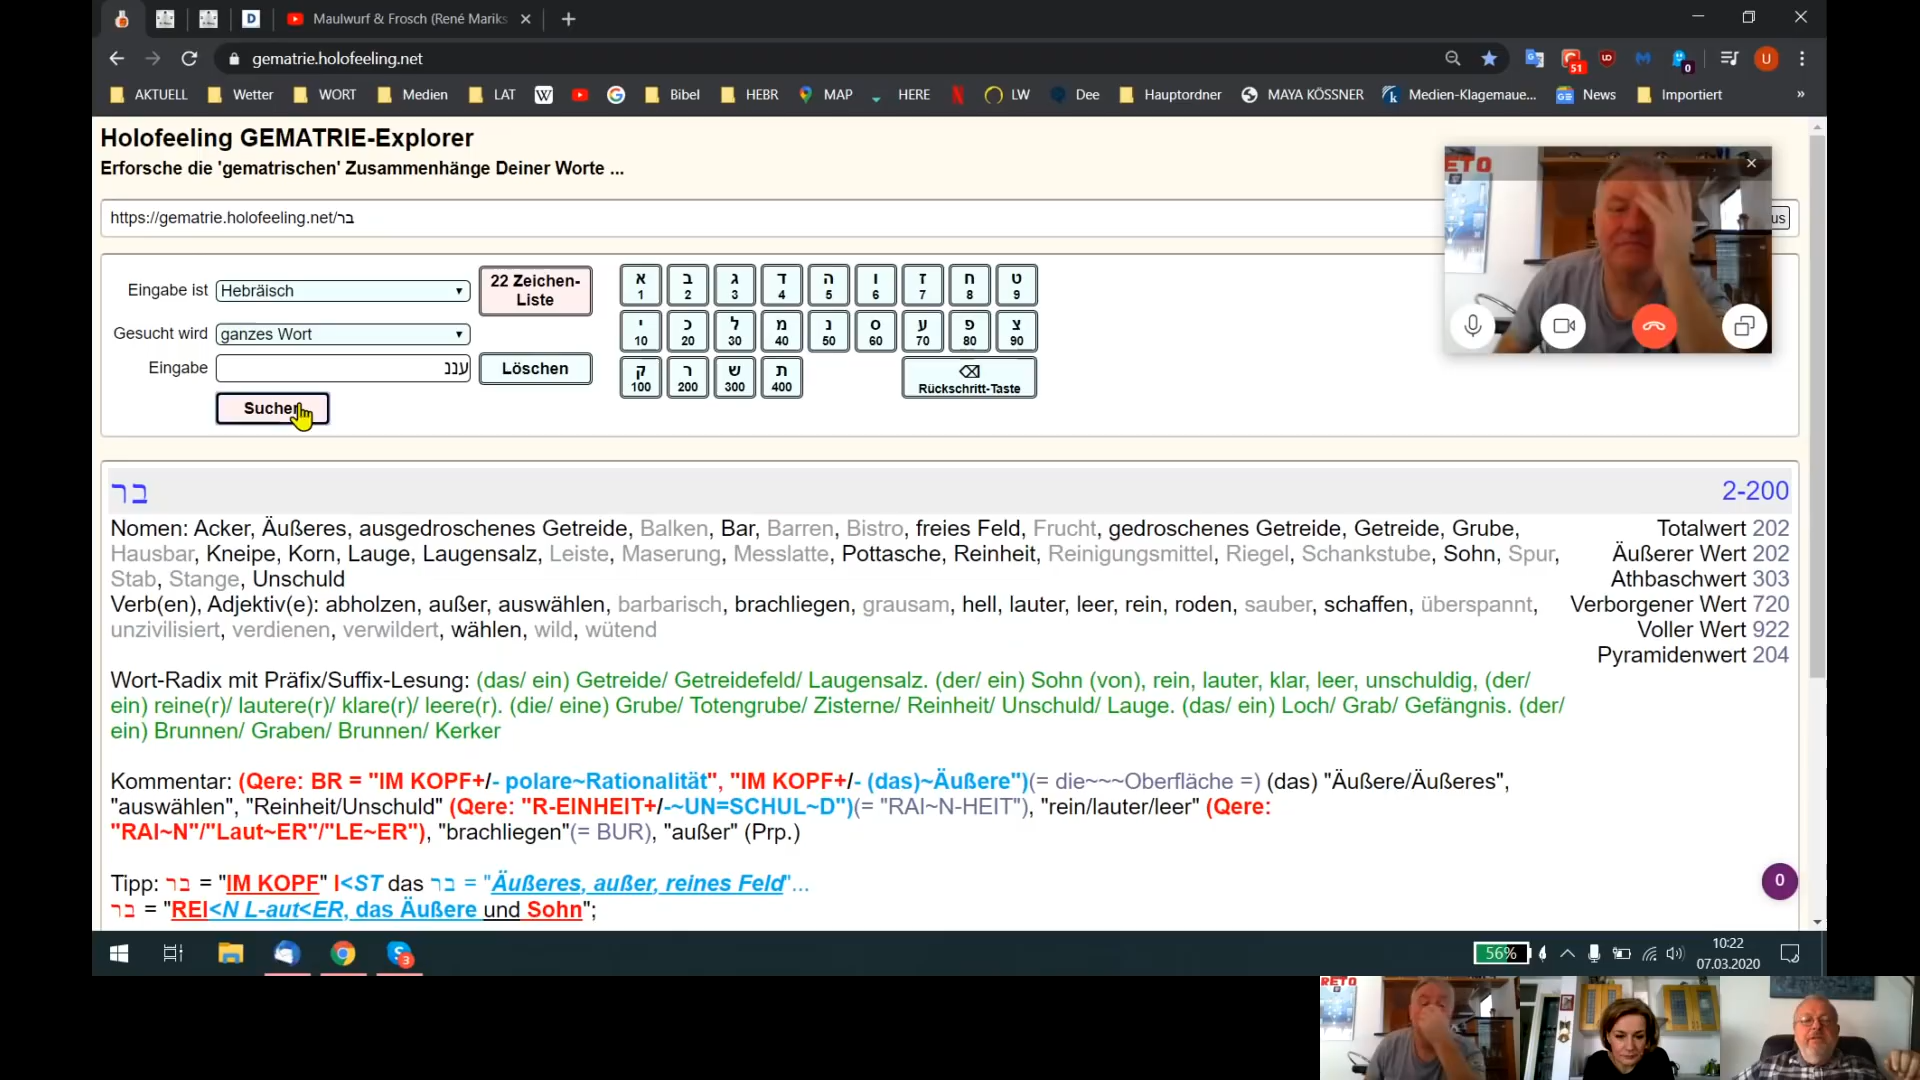 Maulwurf & Frosch (René Mariks
gematrie.holofeeling.net
51
0
U
AKTUELL Wetter WORT Medien LAT W Bibel HEBR MAP HERE LW Dee Hauptordner MAYA KÖSSNER Medien-Klagemaue... News Importiert »
Holofeeling GEMATRIE-Explorer
Erforsche die 'gematrischen' Zusammenhänge Deiner Worte ...
https://gematrie.holofeeling.net/בר
us
ETO
Eingabe ist Hebräisch
22 Zeichen-
Liste
Gesucht wird ganzes Wort
Eingabe עננ Löschen
Suchen
א ב ג ד ה ו ז ח ט
1 2 3 4 5 6 7 8 9
י כ ל מ נ ס ע פ צ
10 20 30 40 50 60 70 80 90
ק ר ש ת
100 200 300 400
Rückschritt-Taste
בר 2-200
Nomen: Acker, Äußeres, ausgedroschenes Getreide, Balken, Bar, Barren, Bistro, freies Feld, Frucht, gedroschenes Getreide, Getreide, Grube,
Hausbar, Kneipe, Korn, Lauge, Laugensalz, Leiste, Maserung, Messlatte, Pottasche, Reinheit, Reinigungsmittel, Riegel, Schankstube, Sohn, Spur,
Stab, Stange, Unschuld
Verb(en), Adjektiv(e): abholzen, außer, auswählen, barbarisch, brachliegen, grausam, hell, lauter, leer, rein, roden, sauber, schaffen, überspannt,
unzivilisiert, verdienen, verwildert, wählen, wild, wütend
Totalwert 202
Äußerer Wert 202
Athbaschwert 303
Verborgener Wert 720
Voller Wert 922
Pyramidenwert 204
Wort-Radix mit Präfix/Suffix-Lesung: (das/ ein) Getreide/ Getreidefeld/ Laugensalz. (der/ ein) Sohn (von), rein, lauter, klar, leer, unschuldig, (der/
ein) reine(r)/ lautere(r)/ klare(r)/ leere(r). (die/ eine) Grube/ Totengrube/ Zisterne/ Reinheit/ Unschuld/ Lauge. (das/ ein) Loch/ Grab/ Gefängnis. (der/
ein) Brunnen/ Graben/ Brunnen/ Kerker
Kommentar: (Qere: BR = "IM KOPF+/- polare~Rationalität", "IM KOPF+/- (das)~Äußere")(= die~~~Oberfläche =) (das) "Äußere/Äußeres",
"auswählen", "Reinheit/Unschuld" (Qere: "R-EINHEIT+/-~UN=SCHUL~D")(= "RAI~N-HEIT"), "rein/lauter/leer" (Qere:
"RAI~N"/"Laut~ER"/"LE~ER"), "brachliegen"(= BUR), "außer" (Prp.)
Tipp: בר = "IM KOPF" I<ST das בר = "Äußeres, außer, reines Feld"...
בר = "REI<N L-aut<ER, das Äußere und Sohn";
0
3
56%
10:22
07.03.2020
RETO